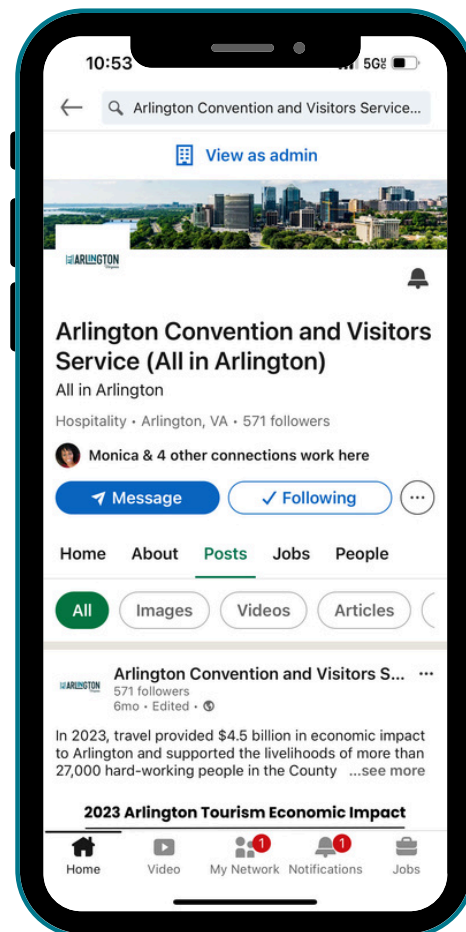 10:53
5G
Arlington Convention and Visitors Service...
View as admin
ARLINGTON
Virginia
Arlington Convention and Visitors
Service (All in Arlington)
All in Arlington
Hospitality • Arlington, VA • 571 followers
Monica & 4 other connections work here
Message
Following
Home About Posts Jobs People
All Images Videos Articles
ARLINGTON
Arlington Convention and Visitors S...
571 followers
6mo • Edited •
In 2023, travel provided $4.5 billion in economic impact
to Arlington and supported the livelihoods of more than
27,000 hard-working people in the County ...see more
2023 Arlington Tourism Economic Impact
1 1
Home Video My Network Notifications Jobs